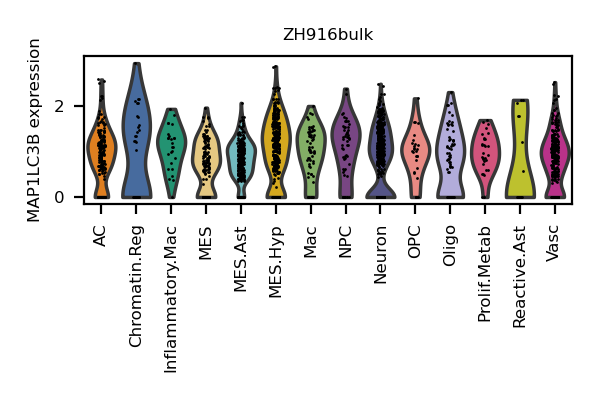 ZH916bulk
MAP1LC3B expression
2
0
AC
Chromatin.Reg
Inflammatory.Mac
MES
MES.Ast
MES.Hyp
Mac
NPC
Neuron
OPC
Oligo
Prolif.Metab
Reactive.Ast
Vasc